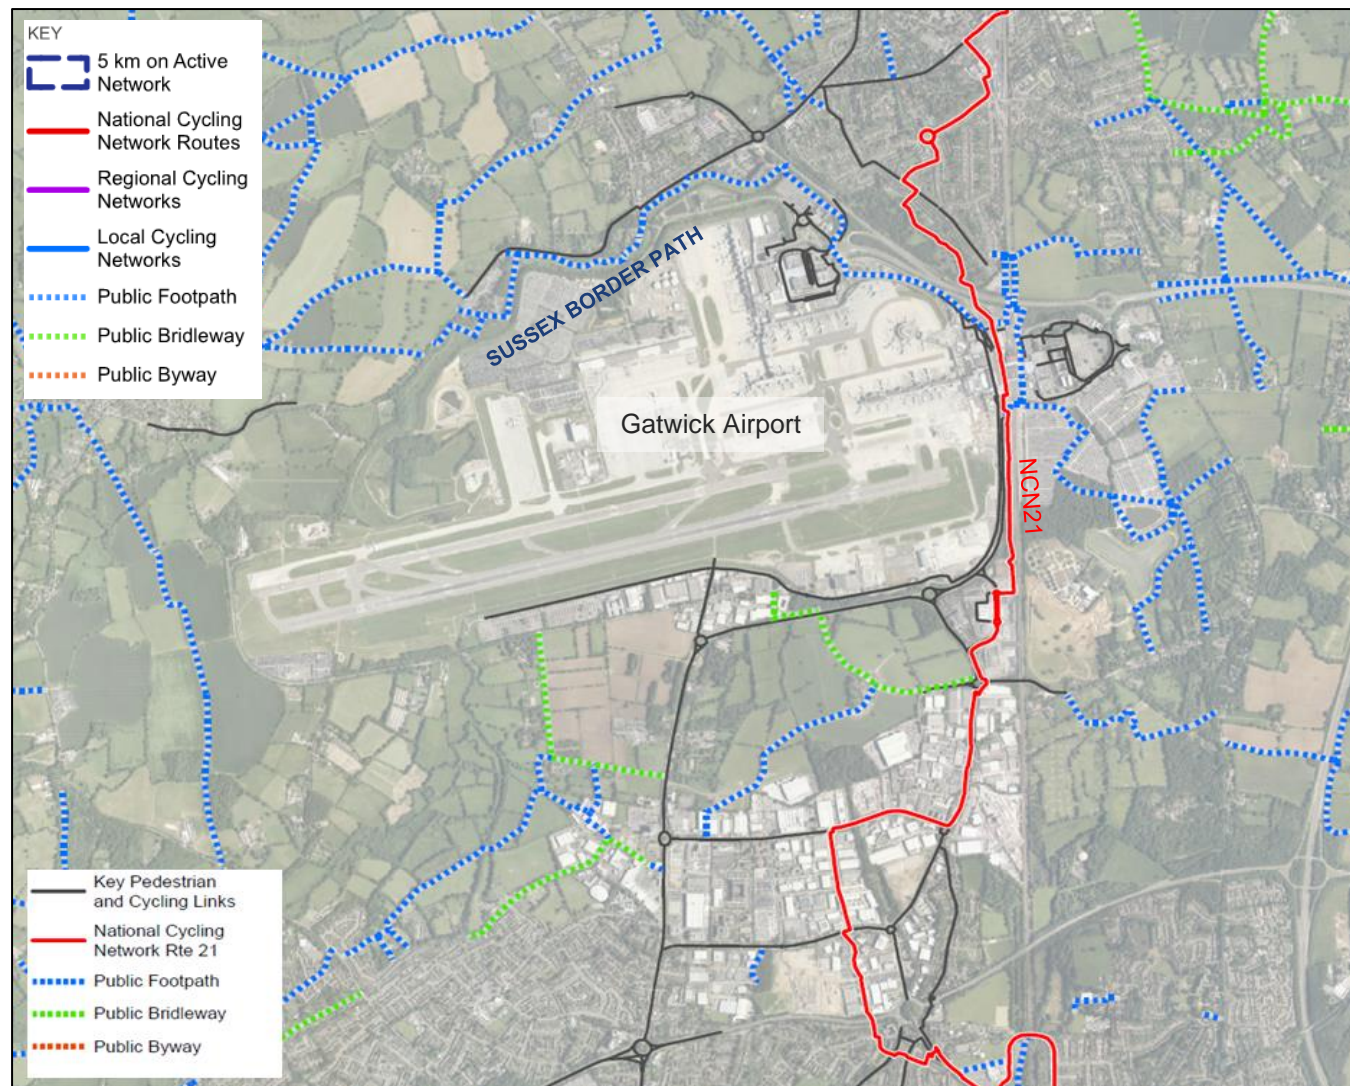 KEY
5 km on Active
Network
National Cycling
Network Routes
Regional Cycling
Networks
Local Cycling
Networks
Public Footpath
Public Bridleway
Public Byway
SUSSEX BORDER PATH
Gatwick Airport
NCN21
Key Pedestrian
and Cycling Links
National Cycling
Network Rte 21
Public Footpath
Public Bridleway
Public Byway